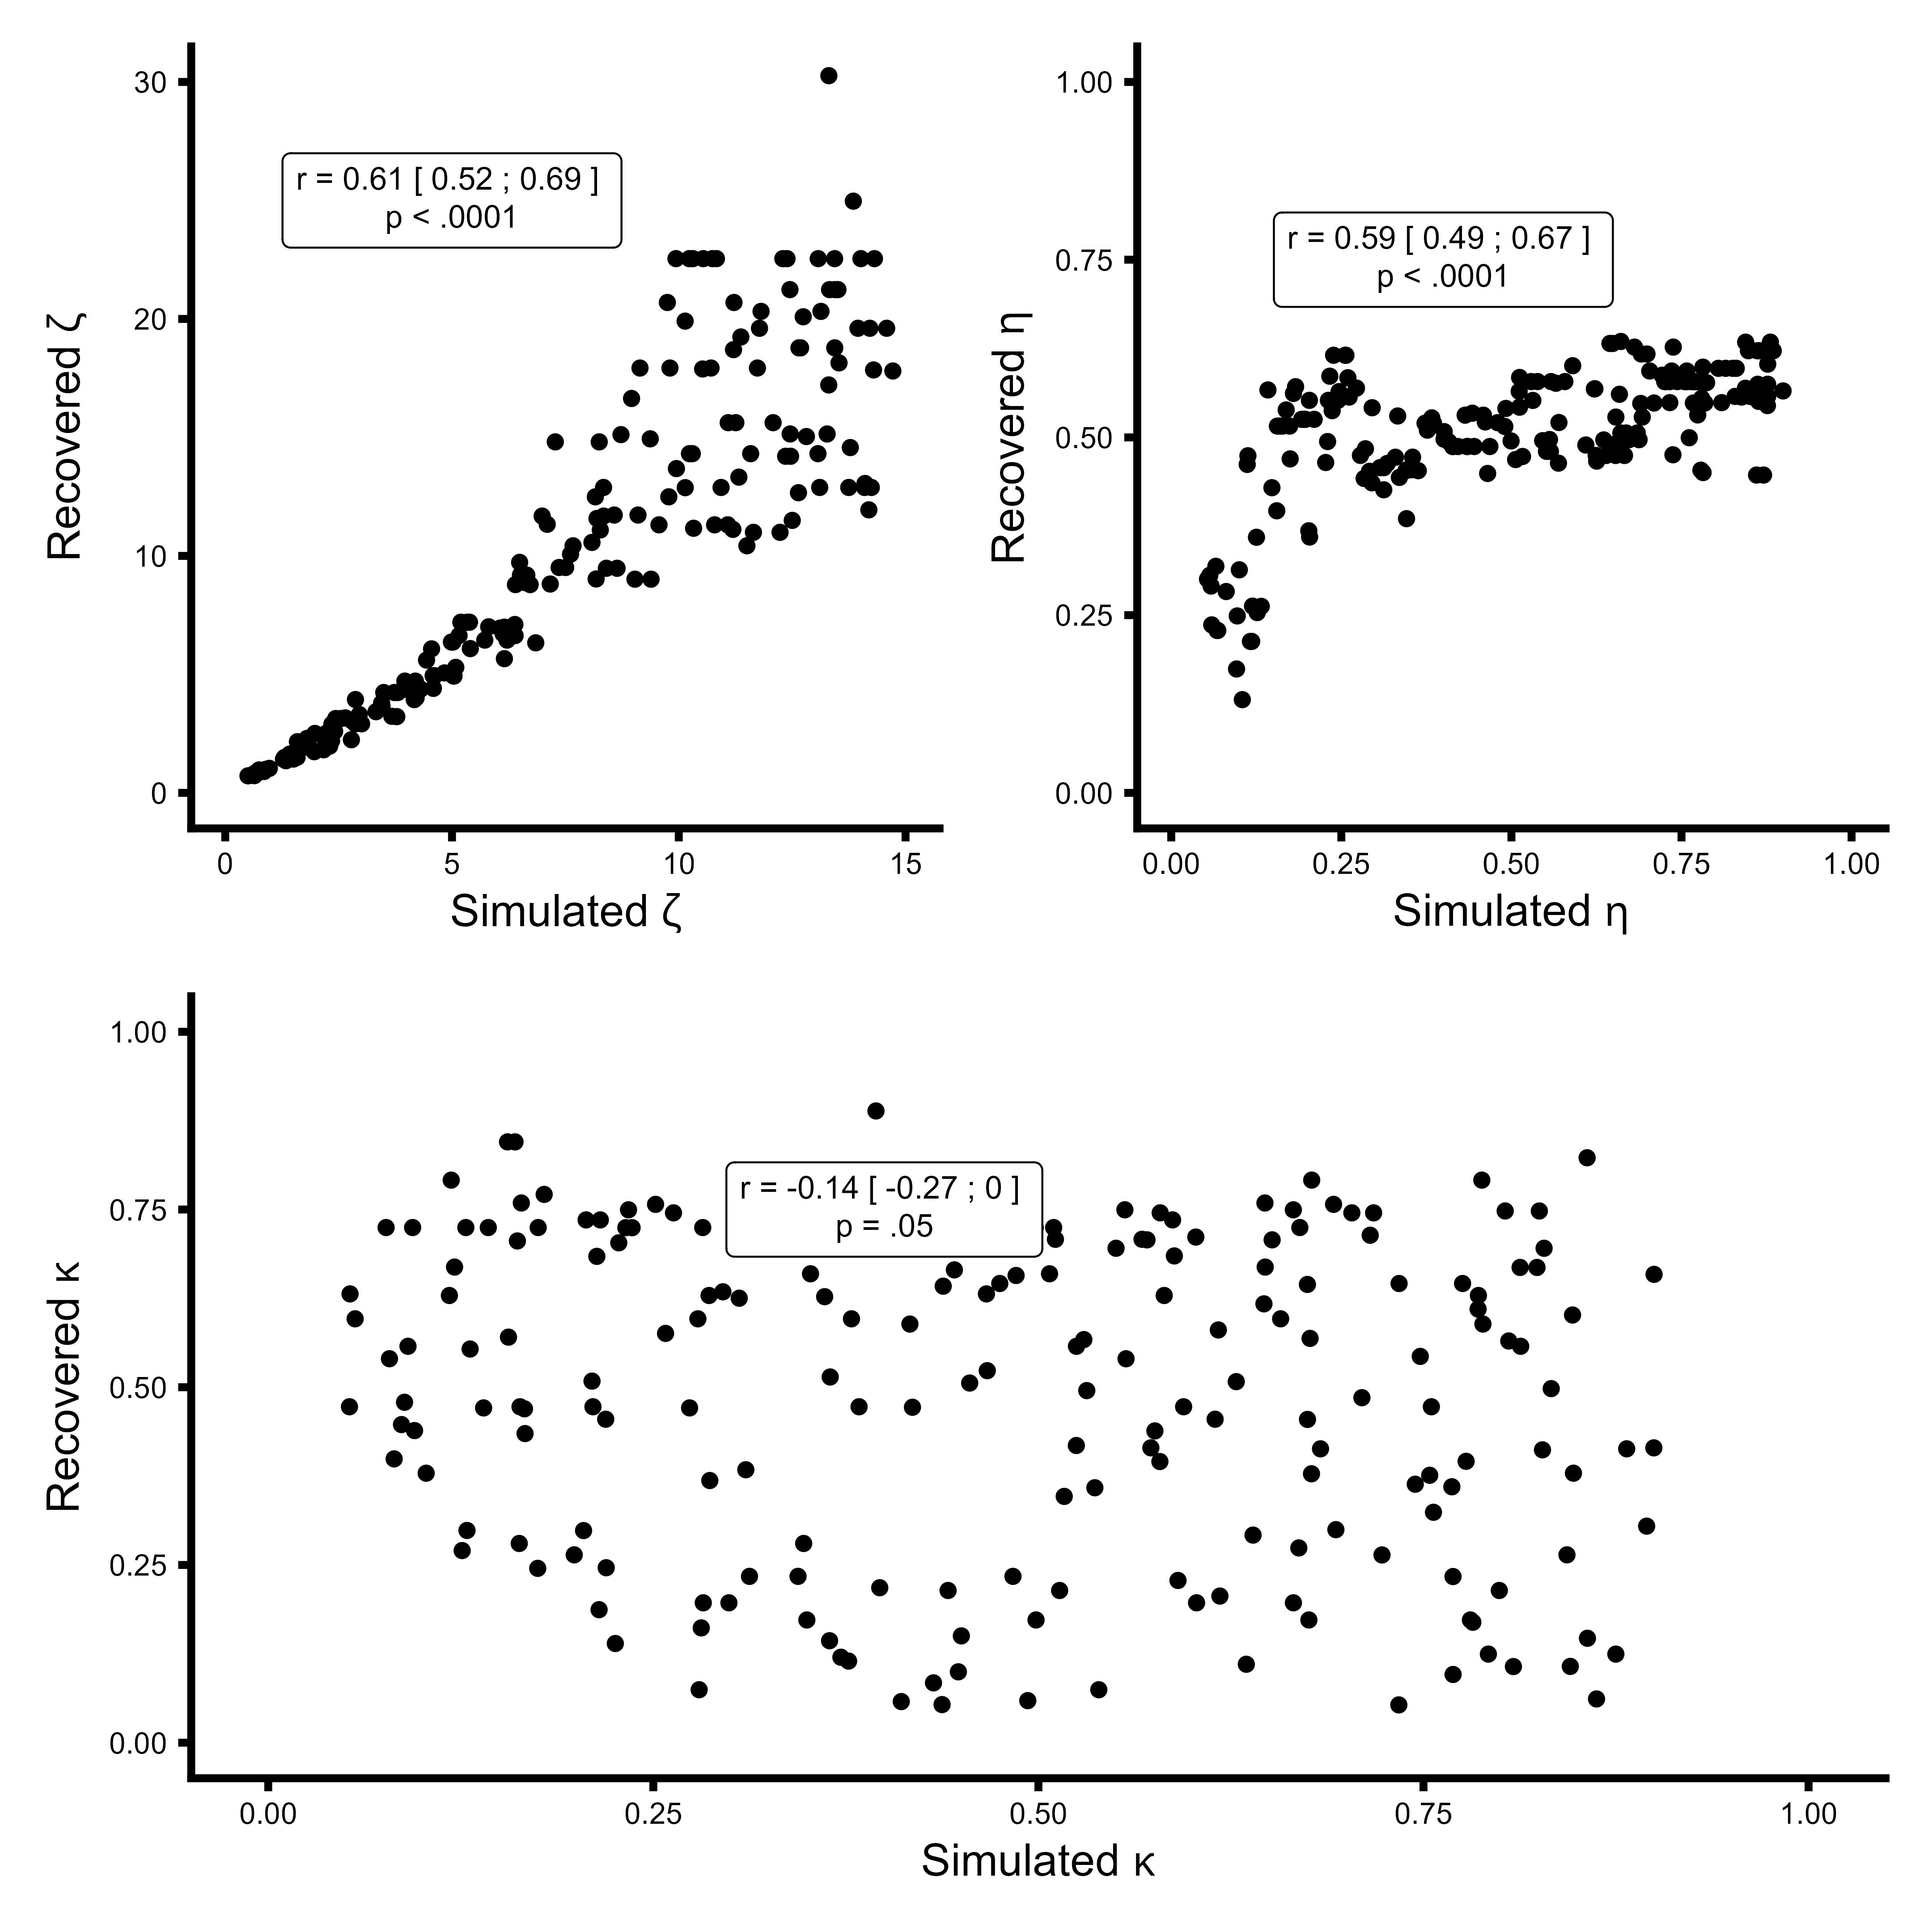 30
20
10
0
Recovered ζ
r = 0.61 [ 0.52 ; 0.69 ]
p < .0001
0
5
10
15
Simulated ζ
1.00
0.75
0.50
0.25
0.00
Recovered η
r = 0.59 [ 0.49 ; 0.67 ]
p < .0001
0.00
0.25
0.50
0.75
1.00
Simulated η
1.00
0.75
0.50
0.25
0.00
Recovered κ
r = -0.14 [ -0.27 ; 0 ]
p = .05
0.00
0.25
0.50
0.75
1.00
Simulated κ